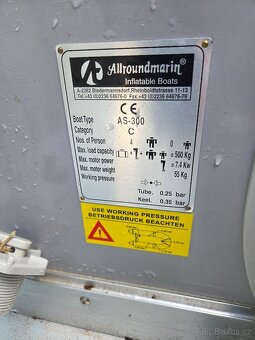 Allroundmarin
Inflatable Boats
A-2362 Biedermannsdorf, Rheinboldtstrasse 11-13
Tel.+43 (0)2236 64676-0 Fax.+43 (0)2236 64676-76
CE
Boat Type AS-300
Category C
Nos. of Person 4 0
Max. load capacity + + = 500 Kg
Max. motor power = 7.4 Kw
Max. motor weight 55 Kg
Working pressure
Tube. 0.25 bar
Keel. 0.35 bar
USE WORKING PRESSURE
BETRIEBSDRUCK BEACHTEN
Sbazos.cz